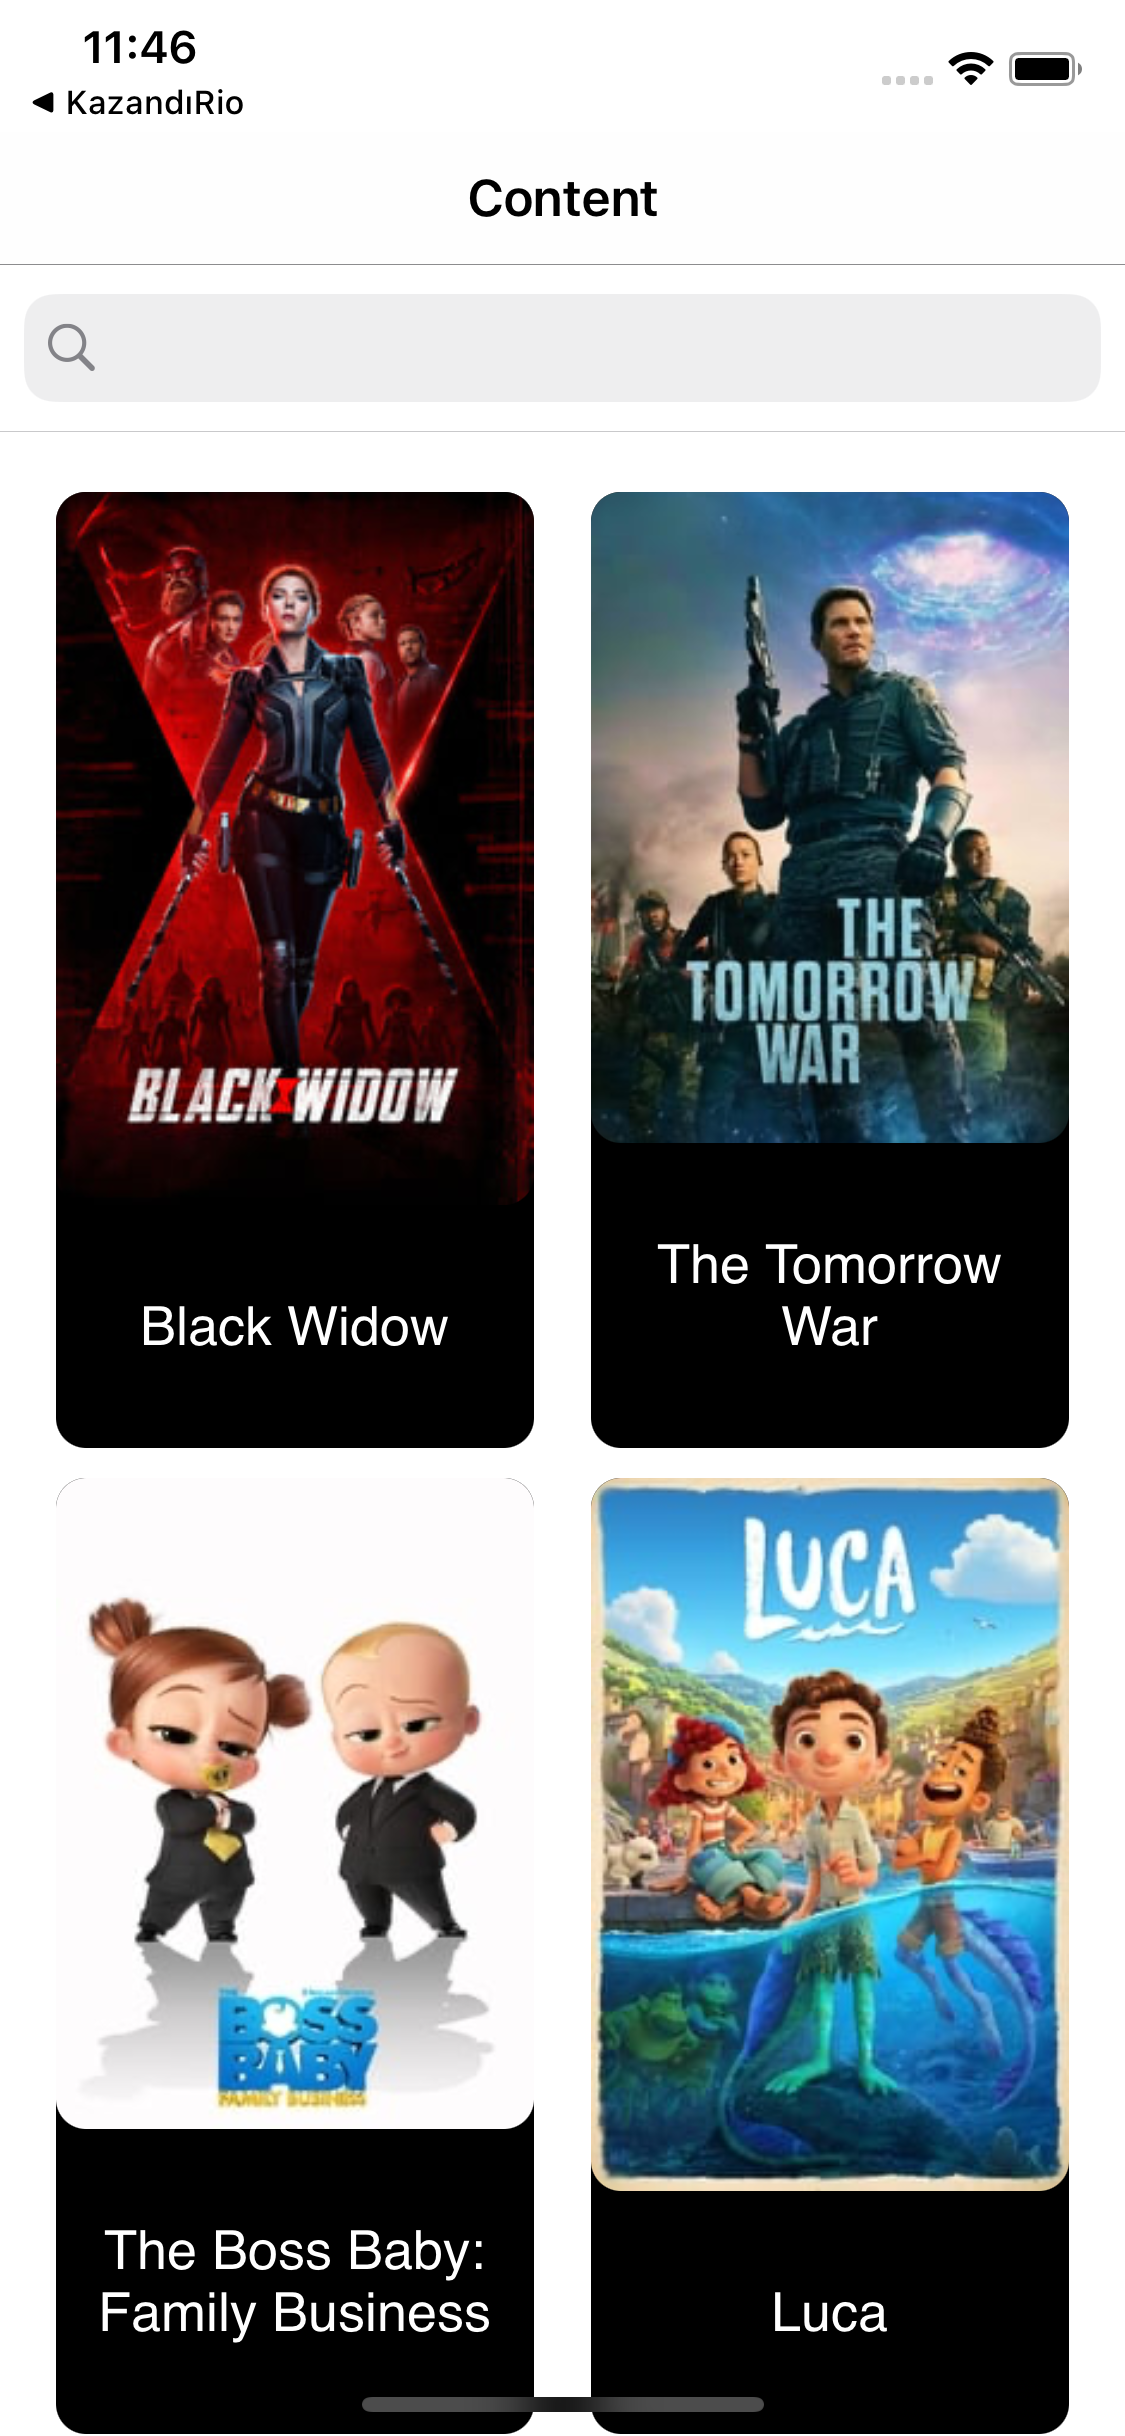 11:46
KazandıRio
Content
BLACK WIDOW
THE
TOMORROW
WAR
Black Widow
The Tomorrow
War
LUCA
THE
BOSS
BABY
FAMILY BUSINESS
The Boss Baby:
Family Business
Luca